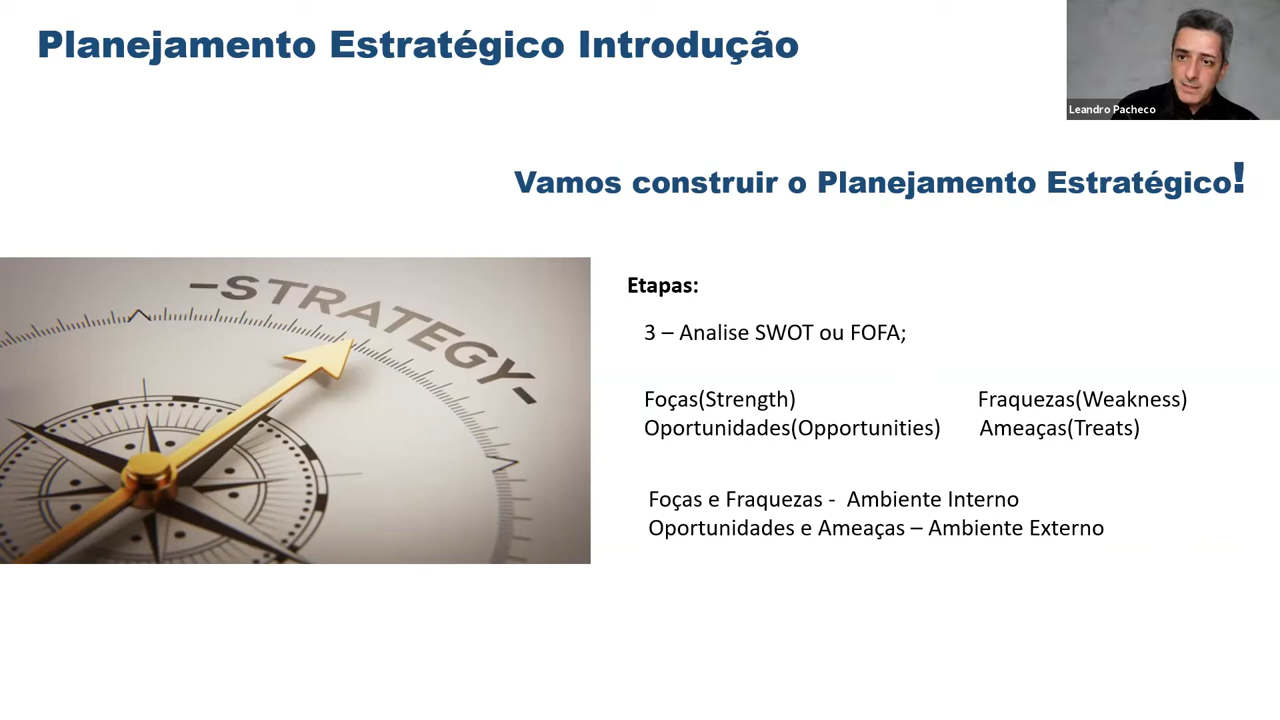 Planejamento Estratégico Introdução
Leandro Pacheco
Vamos construir o Planejamento Estratégico!
-STRATEGY-
Etapas:
3 – Analise SWOT ou FOFA;
Foças(Strength) Fraquezas(Weakness)
Oportunidades(Opportunities) Ameaças(Treats)
Foças e Fraquezas - Ambiente Interno
Oportunidades e Ameaças – Ambiente Externo